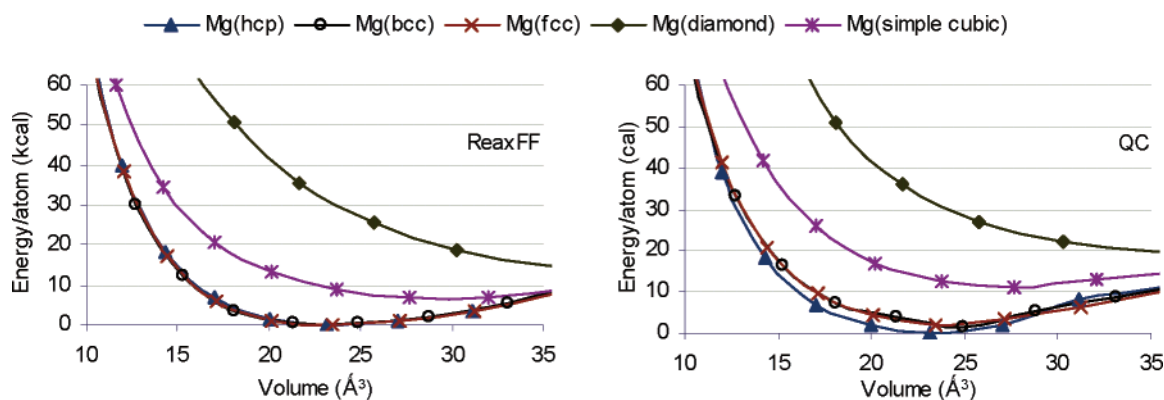 Mg(hcp) Mg(bcc) Mg(fcc) Mg(diamond) Mg(simple cubic)
Energy/atom (kcal)
60
50
40
30
20
10
0
ReaxFF
10 15 20 25 30 35
Volume (Á³)
Energy/atom (cal)
60
50
40
30
20
10
0
QC
10 15 20 25 30 35
Volume (Á³)